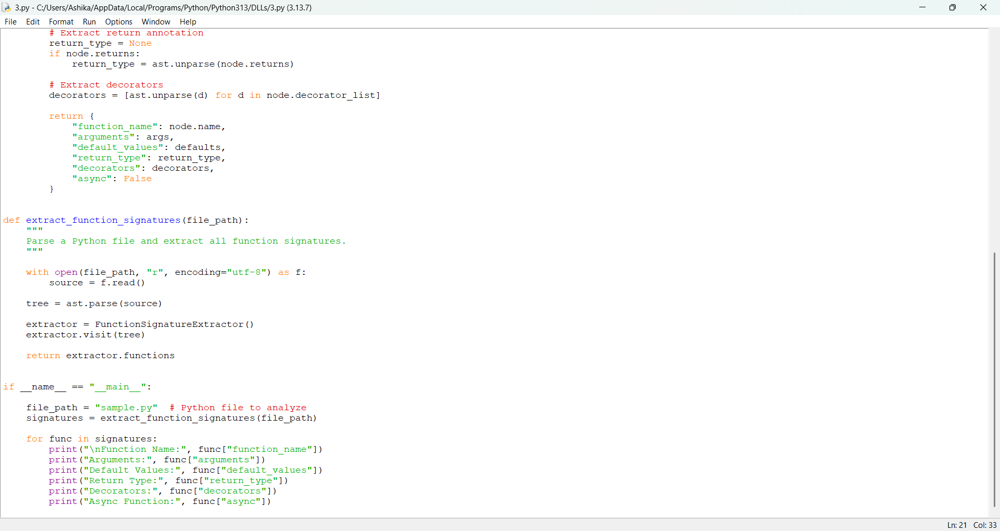 3.py - C:/Users/Ashika/AppData/Local/Programs/Python/Python313/DLLs/3.py (3.13.7)
File Edit Format Run Options Window Help
        # Extract return annotation
        return_type = None
        if node.returns:
            return_type = ast.unparse(node.returns)

        # Extract decorators
        decorators = [ast.unparse(d) for d in node.decorator_list]

        return {
            "function_name": node.name,
            "arguments": args,
            "default_values": defaults,
            "return_type": return_type,
            "decorators": decorators,
            "async": False
        }


def extract_function_signatures(file_path):
    """
    Parse a Python file and extract all function signatures.
    """

    with open(file_path, "r", encoding="utf-8") as f:
        source = f.read()

    tree = ast.parse(source)

    extractor = FunctionSignatureExtractor()
    extractor.visit(tree)

    return extractor.functions


if __name__ == "__main__":

    file_path = "sample.py"  # Python file to analyze
    signatures = extract_function_signatures(file_path)

    for func in signatures:
        print("\nFunction Name:", func["function_name"])
        print("Arguments:", func["arguments"])
        print("Default Values:", func["default_values"])
        print("Return Type:", func["return_type"])
        print("Decorators:", func["decorators"])
        print("Async Function:", func["async"])
Ln: 21 Col: 33